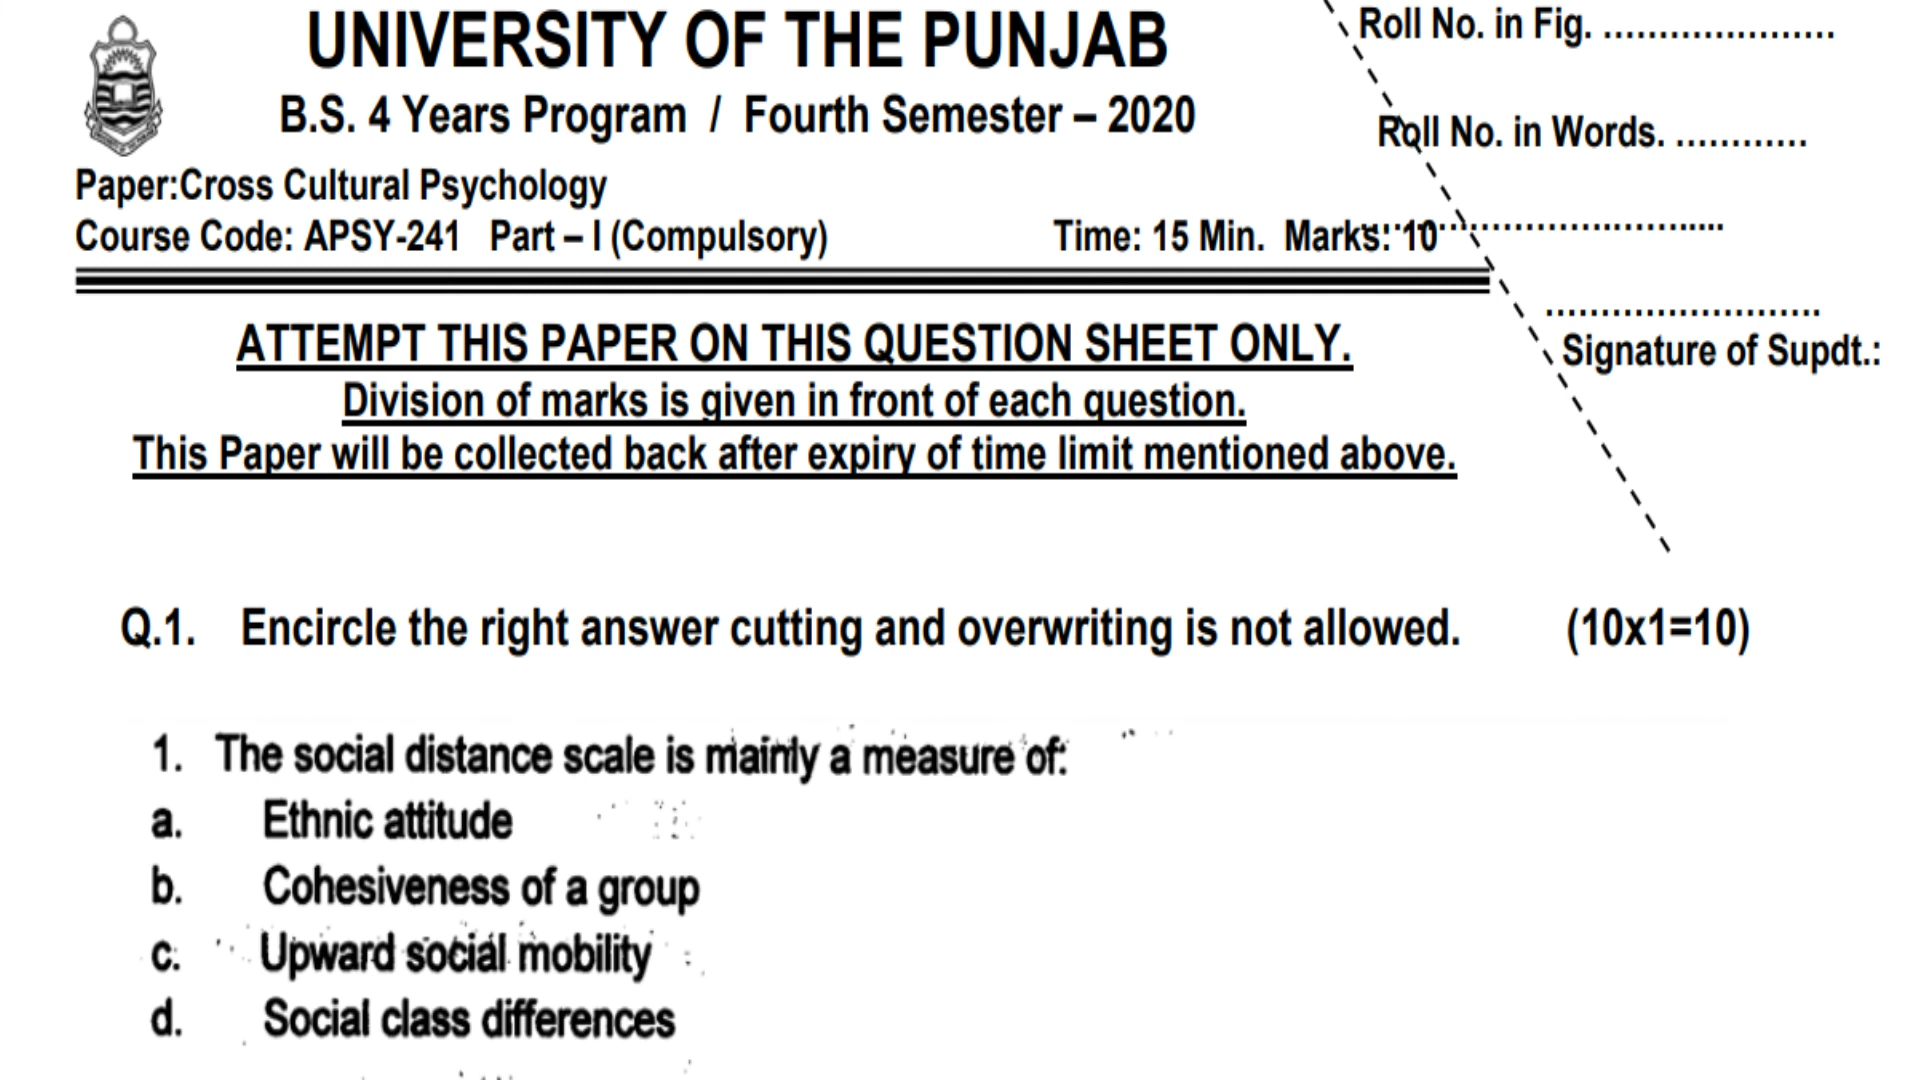 UNIVERSITY OF THE PUNJAB
B.S. 4 Years Program / Fourth Semester – 2020
Paper:Cross Cultural Psychology
Course Code: APSY-241 Part – I (Compulsory) Time: 15 Min. Marks: 10
Roll No. in Fig. .....................
Roll No. in Words. ............
..................................
.........................
Signature of Supdt.:
ATTEMPT THIS PAPER ON THIS QUESTION SHEET ONLY.
Division of marks is given in front of each question.
This Paper will be collected back after expiry of time limit mentioned above.
Q.1. Encircle the right answer cutting and overwriting is not allowed. (10x1=10)
1. The social distance scale is mainly a measure of:
a. Ethnic attitude
b. Cohesiveness of a group
c. Upward social mobility
d. Social class differences